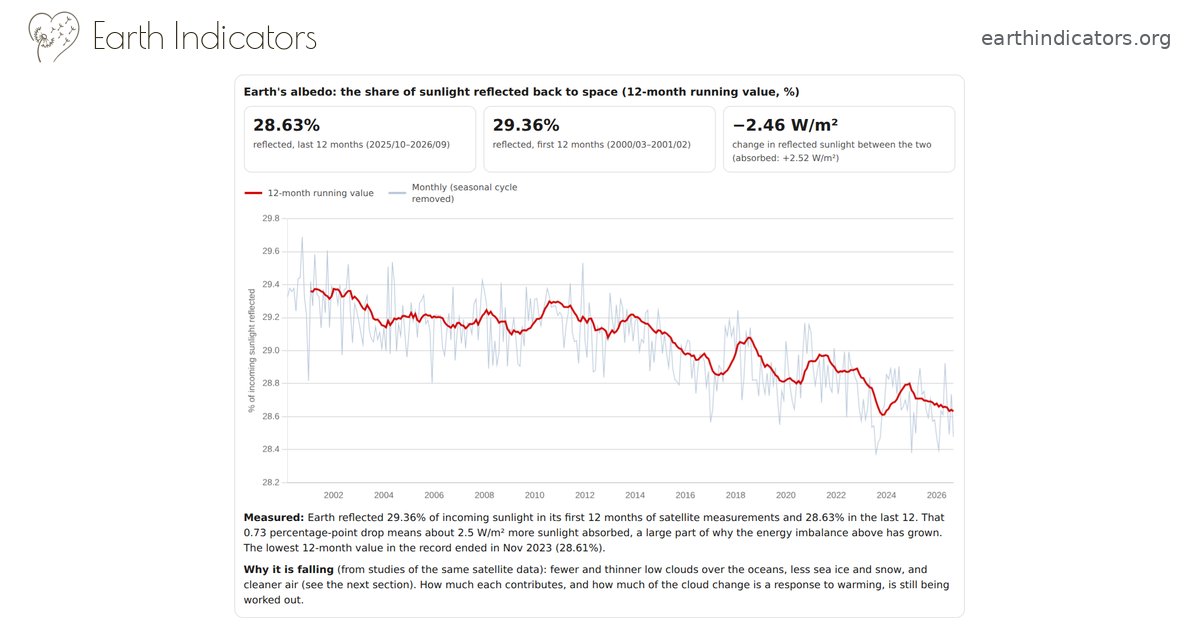 Earth Indicators
earthindicators.org
Earth's albedo: the share of sunlight reflected back to space (12-month running value, %)
28.63%
reflected, last 12 months (2025/10–2026/09)
29.36%
reflected, first 12 months (2000/03–2001/02)
−2.46 W/m²
change in reflected sunlight between the two
(absorbed: +2.52 W/m²)
12-month running value
Monthly (seasonal cycle
removed)
% of incoming sunlight reflected
29.8
29.6
29.4
29.2
29.0
28.8
28.6
28.4
28.2
2002 2004 2006 2008 2010 2012 2014 2016 2018 2020 2022 2024 2026
Measured: Earth reflected 29.36% of incoming sunlight in its first 12 months of satellite measurements and 28.63% in the last 12. That
0.73 percentage-point drop means about 2.5 W/m² more sunlight absorbed, a large part of why the energy imbalance above has grown.
The lowest 12-month value in the record ended in Nov 2023 (28.61%).
Why it is falling (from studies of the same satellite data): fewer and thinner low clouds over the oceans, less sea ice and snow, and
cleaner air (see the next section). How much each contributes, and how much of the cloud change is a response to warming, is still being
worked out.